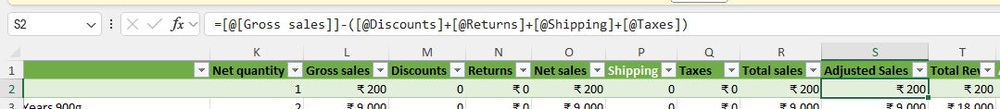 S2 fx =[@[Gross sales]]-([@Discounts]+[@Returns]+[@Shipping]+[@Taxes])
K L M N O P Q R S T
1 Net quantity Gross sales Discounts Returns Net sales Shipping Taxes Total sales Adjusted Sales Total Rev
2 1 ₹ 200 0 ₹ 0 ₹ 200 0 ₹ 0 ₹ 200 ₹ 200 ₹ 200
3 Years 900g 2 ₹ 9,000 0 ₹ 0 ₹ 9,000 0 ₹ 0 ₹ 9,000 ₹ 9,000 ₹ 18,000